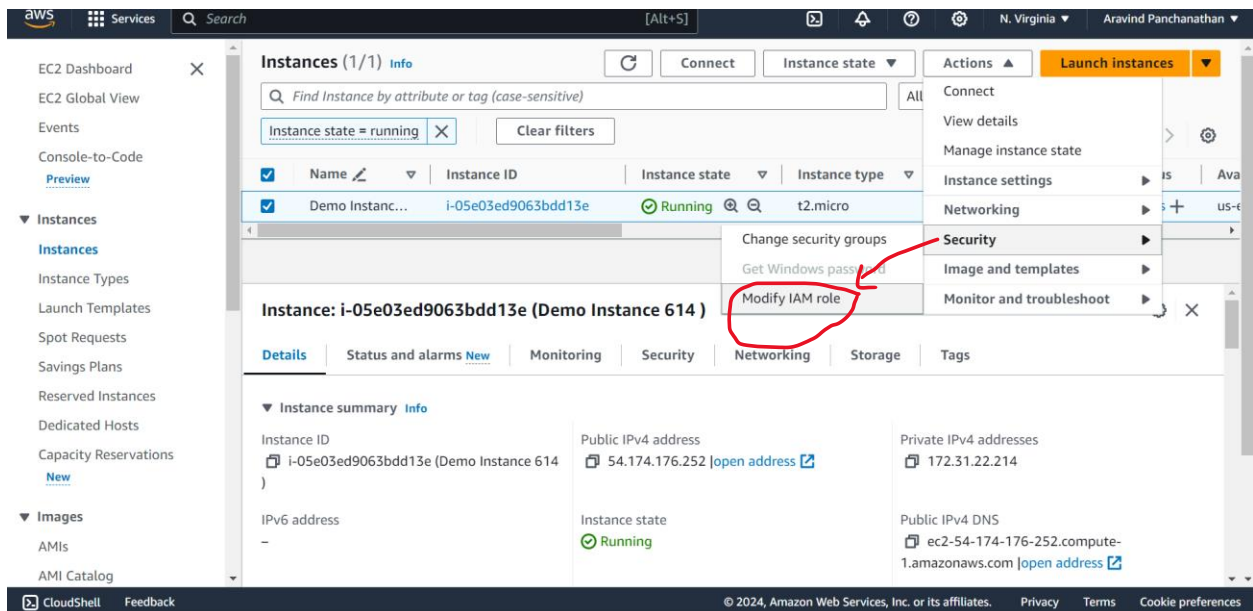 aws Services Search [Alt+S] N. Virginia ▼ Aravind Panchanathan ▼
EC2 Dashboard
EC2 Global View
Events
Console-to-Code
Preview
▼ Instances
Instances
Instance Types
Launch Templates
Spot Requests
Savings Plans
Reserved Instances
Dedicated Hosts
Capacity Reservations
New
▼ Images
AMIs
AMI Catalog
Instances (1/1) Info Connect Instance state ▼ Actions ▲ Launch instances ▼
Find Instance by attribute or tag (case-sensitive) All
Instance state = running Clear filters
Name Instance ID Instance state Instance type
Demo Instanc... i-05e03ed9063bdd13e Running t2.micro us-e
Connect
View details
Manage instance state
Instance settings
Networking
Security
Image and templates
Monitor and troubleshoot
Change security groups
Get Windows password
Modify IAM role
Instance: i-05e03ed9063bdd13e (Demo Instance 614 )
Details Status and alarms New Monitoring Security Networking Storage Tags
▼ Instance summary Info
Instance ID Public IPv4 address Private IPv4 addresses
i-05e03ed9063bdd13e (Demo Instance 614 54.174.176.252 |open address 172.31.22.214
)
IPv6 address Instance state Public IPv4 DNS
– Running ec2-54-174-176-252.compute-
1.amazonaws.com |open address
CloudShell Feedback © 2024, Amazon Web Services, Inc. or its affiliates. Privacy Terms Cookie preferences